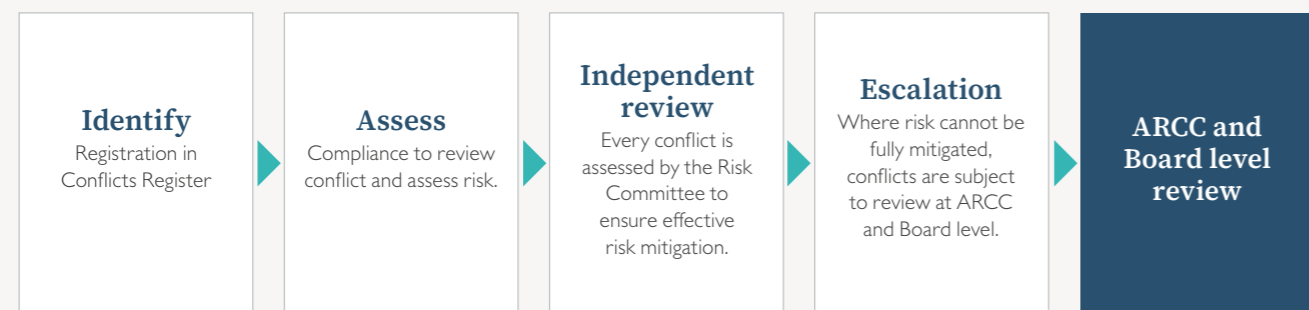 Identify
Registration in
Conflicts Register
Assess
Compliance to review
conflict and assess risk.
Independent
review
Every conflict is
assessed by the Risk
Committee to
ensure effective
risk mitigation.
Escalation
Where risk cannot be
fully mitigated,
conflicts are subject
to review at ARCC
and Board level.
ARCC and
Board level
review